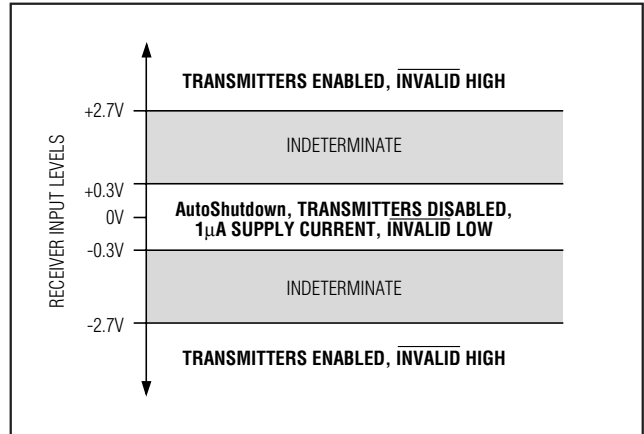 TRANSMITTERS ENABLED, INVALID HIGH
+2.7V
INDETERMINATE
+0.3V
AutoShutdown, TRANSMITTERS DISABLED,
0V
1μA SUPPLY CURRENT, INVALID LOW
-0.3V
INDETERMINATE
-2.7V
TRANSMITTERS ENABLED, INVALID HIGH
RECEIVER INPUT LEVELS